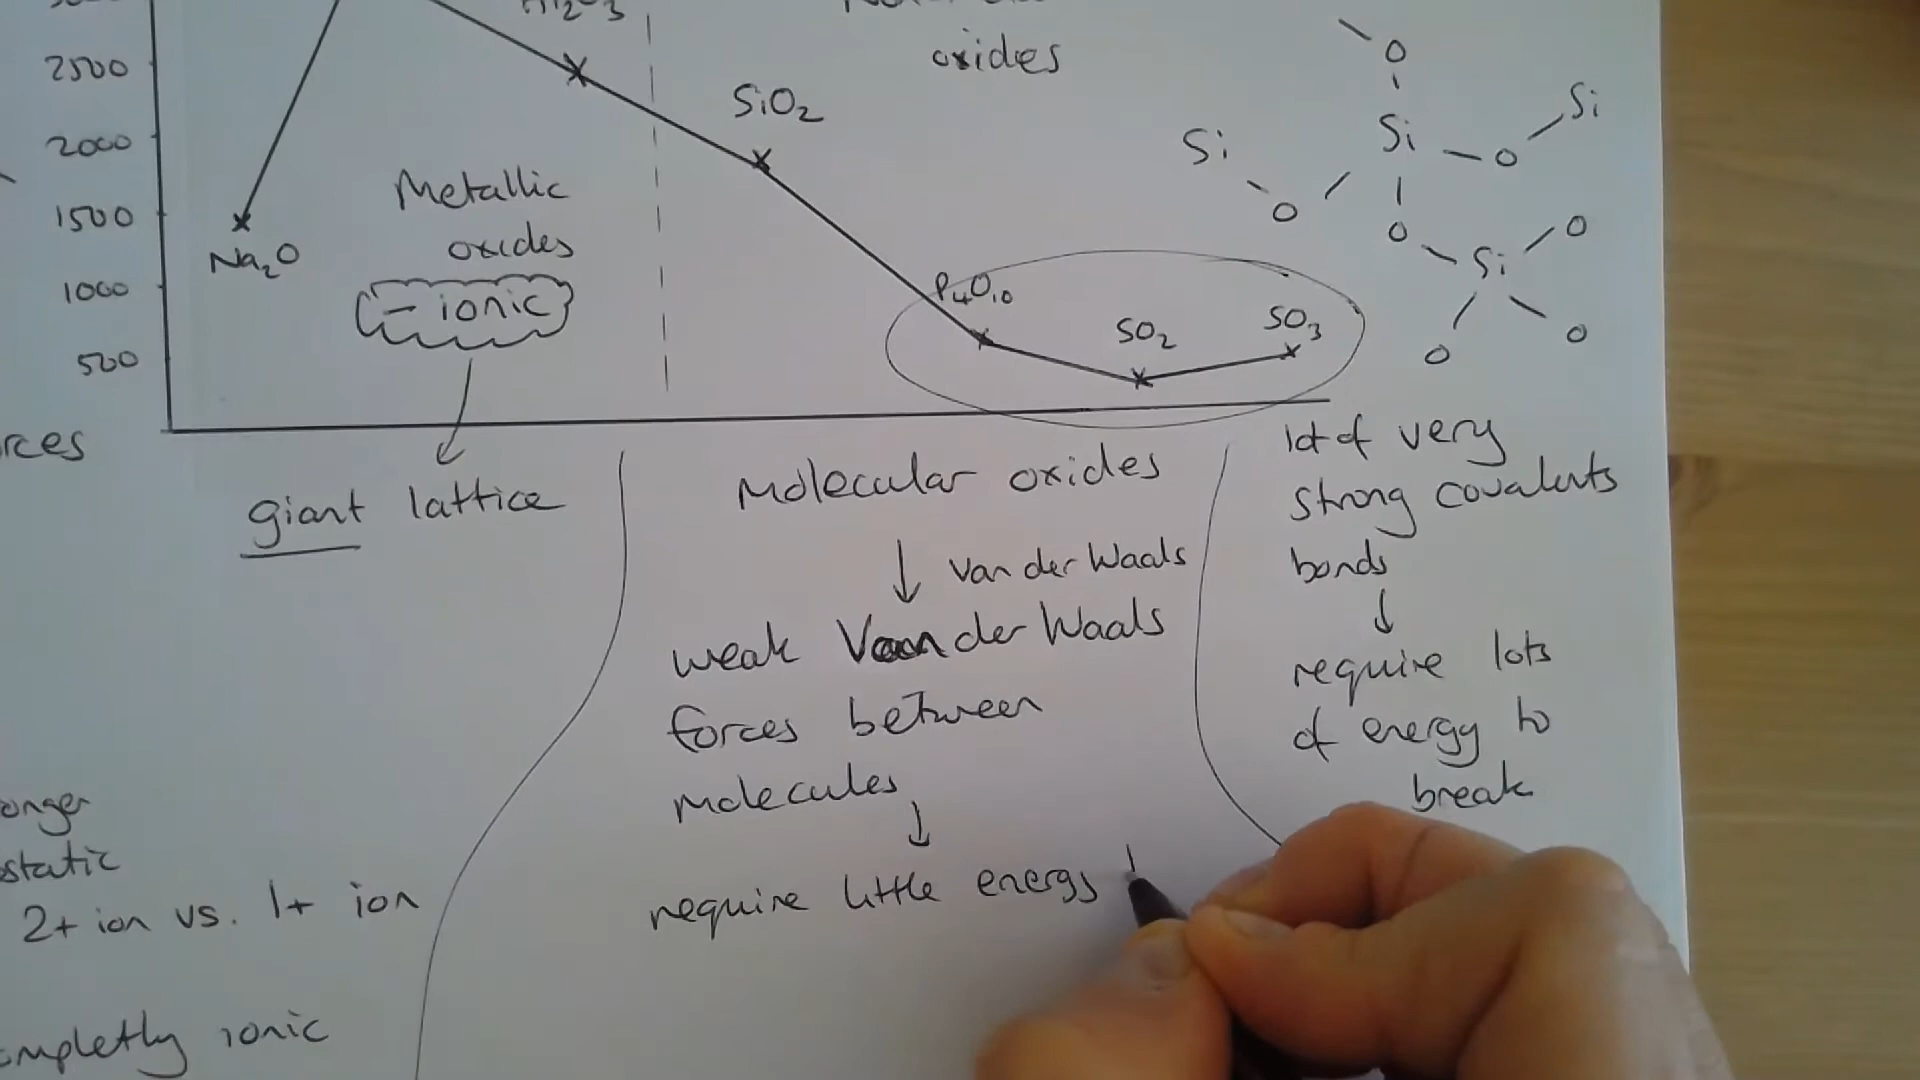 2500
2000
1500
1000
500
oxides
SiO2
Na2O
Metallic
oxides
- ionic
P4O10
SO2
SO3
O
Si
O
Si
Si
O
O
Si
O
O
O
rces
giant lattice
Molecular oxides
Van der Waals
weak Van der Waals
forces between
molecules
require little energy
lot of very
strong covalents
bonds
require lots
of energy to
break
onger
static
2+ ion vs. 1+ ion
ompletly ionic